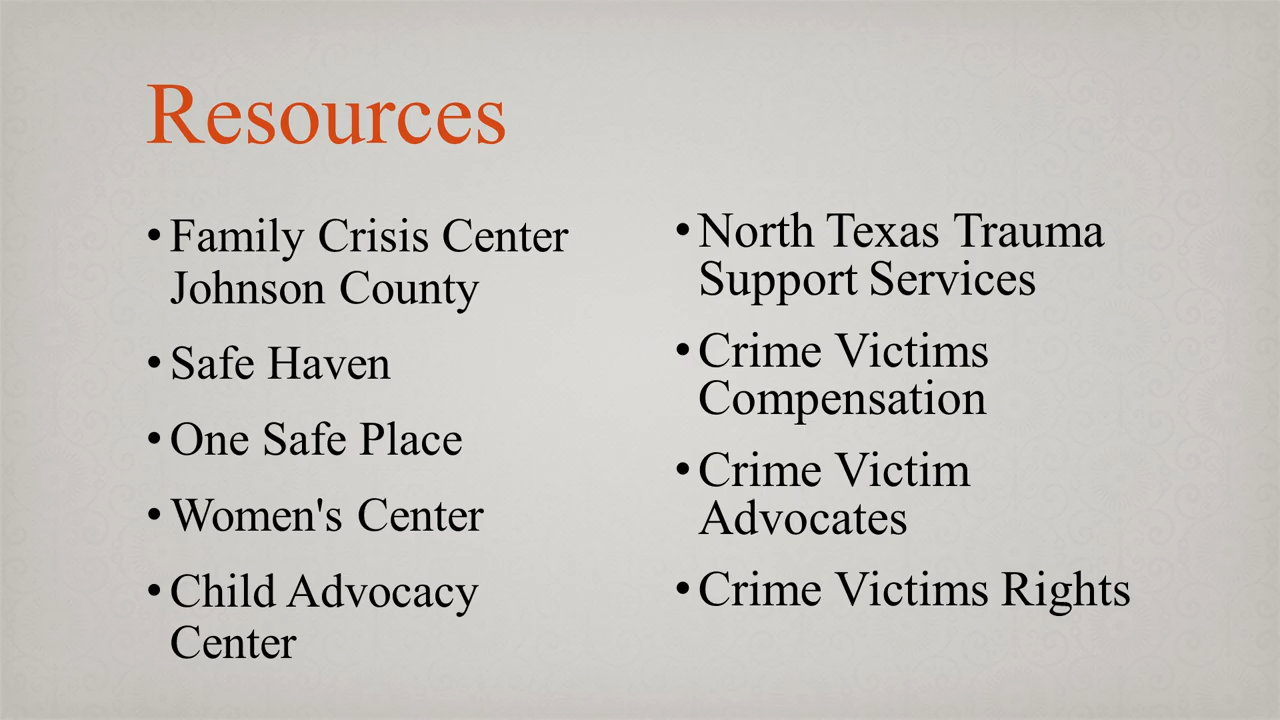 Resources
• Family Crisis Center
Johnson County
• Safe Haven
• One Safe Place
• Women's Center
• Child Advocacy
Center
• North Texas Trauma
Support Services
• Crime Victims
Compensation
• Crime Victim
Advocates
• Crime Victims Rights